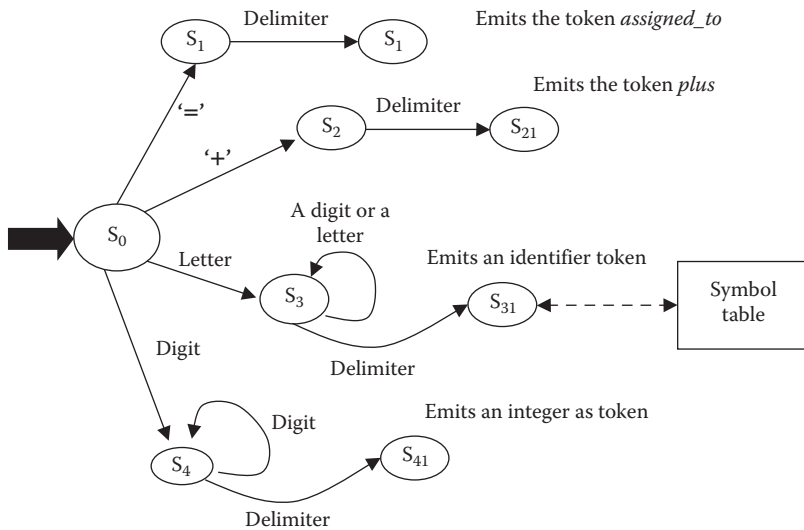 Delimiter
S1
S1
Emits the token assigned_to
'='
Emits the token plus
Delimiter
S2
S21
'+'
S0
A digit or a
letter
Letter
Emits an identifier token
S3
S31
Symbol
table
Delimiter
Digit
Digit
Emits an integer as token
S4
S41
Delimiter